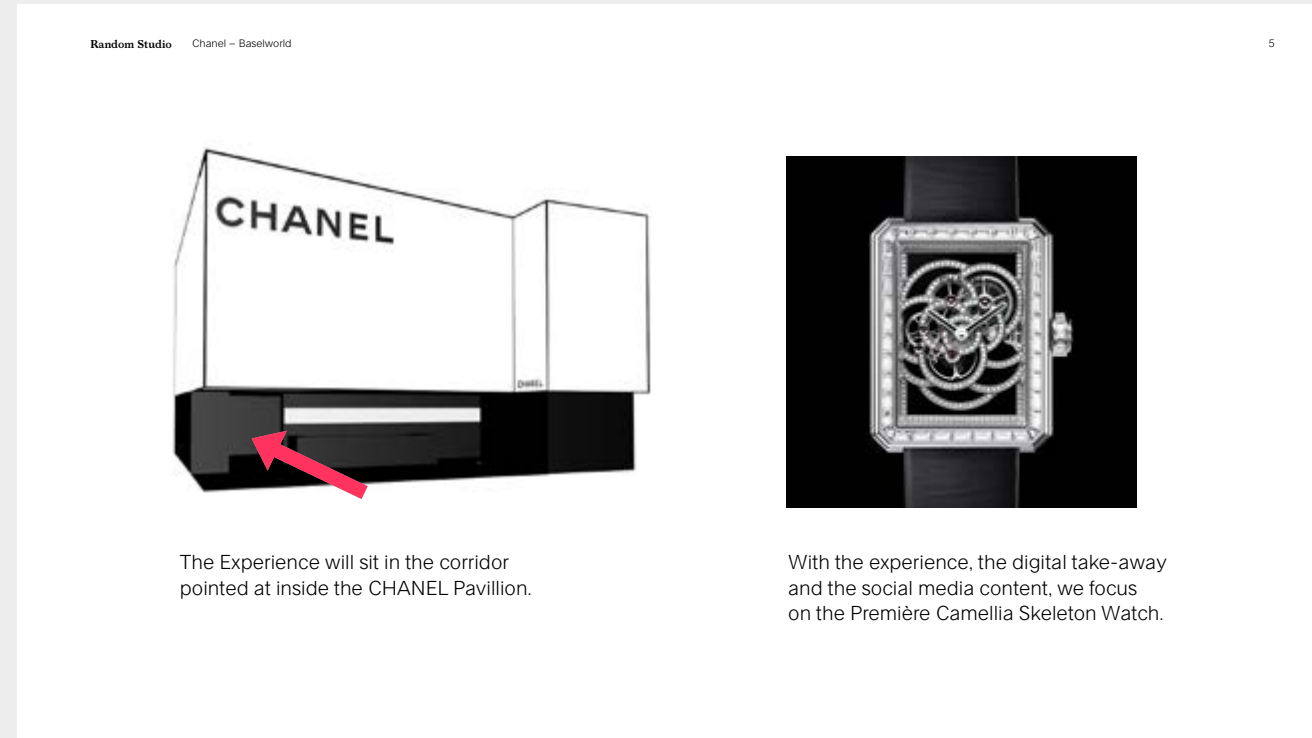 Random Studio Chanel – Baselworld 5
CHANEL
CHANEL
The Experience will sit in the corridor
pointed at inside the CHANEL Pavillion.
With the experience, the digital take-away
and the social media content, we focus
on the Première Camellia Skeleton Watch.